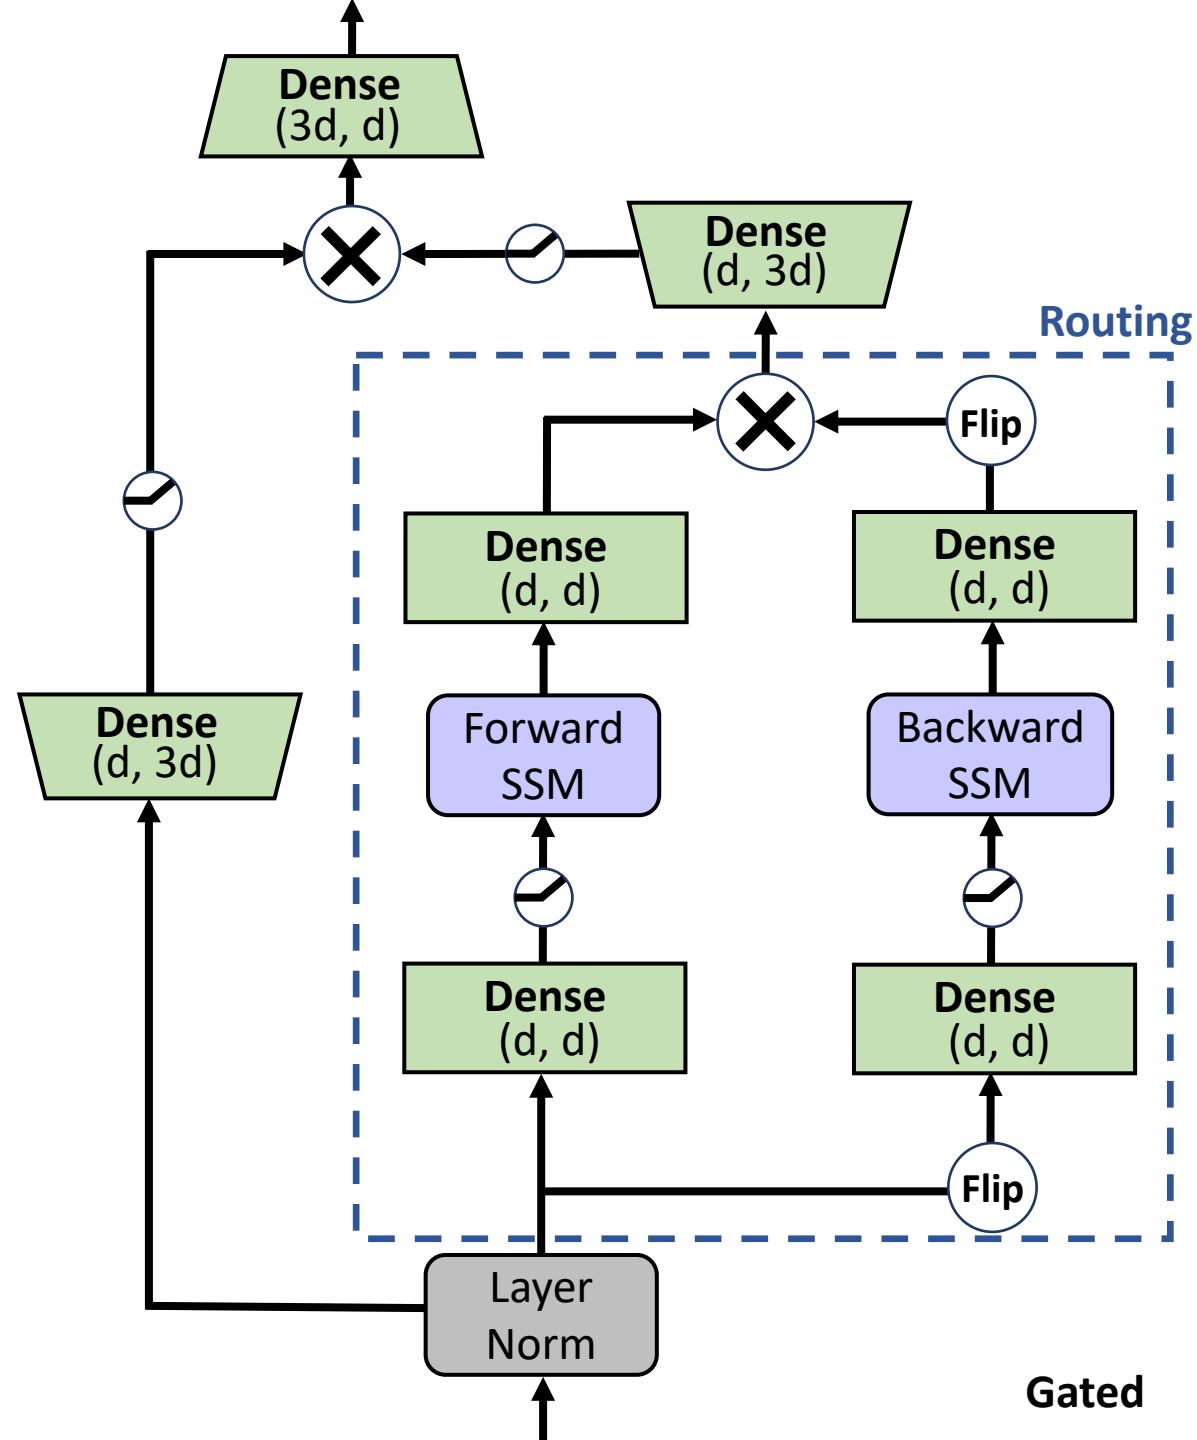 Dense
(3d, d)
Dense
(d, 3d)
Routing
Flip
Dense
(d, d)
Dense
(d, d)
Dense
(d, 3d)
Forward
SSM
Backward
SSM
Dense
(d, d)
Dense
(d, d)
Flip
Layer
Norm
Gated